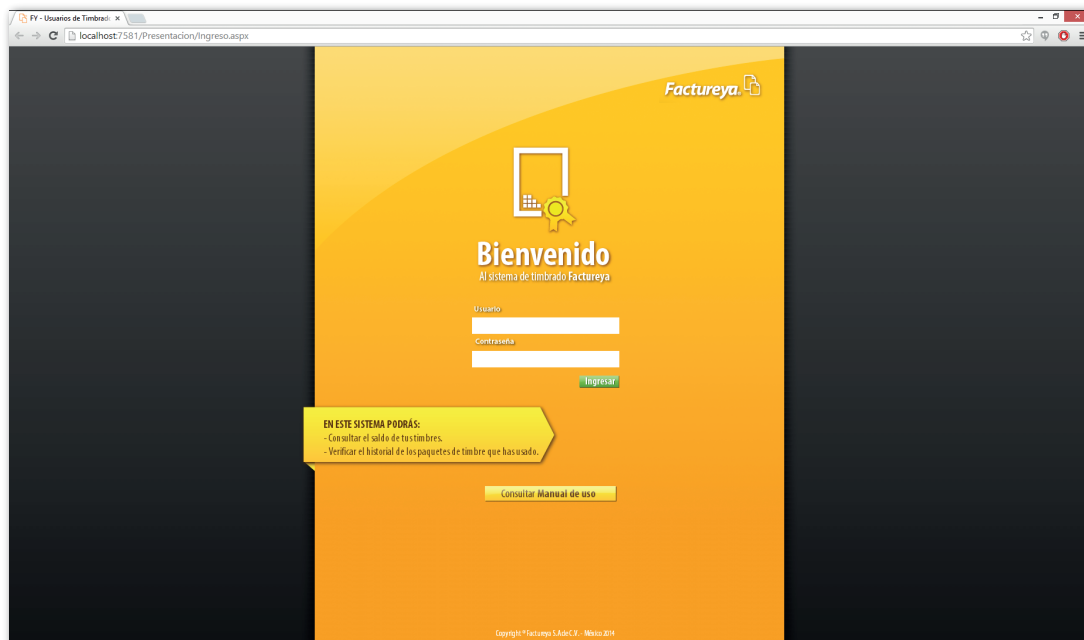 FY - Usuarios de Timbrado
localhost:7581/Presentacion/Ingreso.aspx
Factureya.
Bienvenido
Al sistema de timbrado Factureya
Usuario
Contraseña
Ingresar
EN ESTE SISTEMA PODRÁS:
- Consultar el saldo de tus timbres.
- Verificar el historial de los paquetes de timbre que has usado.
Consultar Manual de uso
Copyright © Factureya S.A de C.V. - México 2014